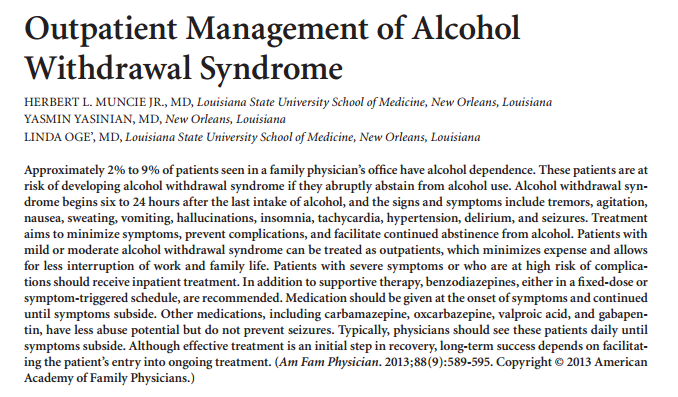 Outpatient Management of Alcohol
Withdrawal Syndrome
HERBERT L. MUNCIE JR., MD, Louisiana State University School of Medicine, New Orleans, Louisiana
YASMIN YASINIAN, MD, New Orleans, Louisiana
LINDA OGE’, MD, Louisiana State University School of Medicine, New Orleans, Louisiana
Approximately 2% to 9% of patients seen in a family physician’s office have alcohol dependence. These patients are at
risk of developing alcohol withdrawal syndrome if they abruptly abstain from alcohol use. Alcohol withdrawal syn-
drome begins six to 24 hours after the last intake of alcohol, and the signs and symptoms include tremors, agitation,
nausea, sweating, vomiting, hallucinations, insomnia, tachycardia, hypertension, delirium, and seizures. Treatment
aims to minimize symptoms, prevent complications, and facilitate continued abstinence from alcohol. Patients with
mild or moderate alcohol withdrawal syndrome can be treated as outpatients, which minimizes expense and allows
for less interruption of work and family life. Patients with severe symptoms or who are at high risk of complica-
tions should receive inpatient treatment. In addition to supportive therapy, benzodiazepines, either in a fixed-dose or
symptom-triggered schedule, are recommended. Medication should be given at the onset of symptoms and continued
until symptoms subside. Other medications, including carbamazepine, oxcarbazepine, valproic acid, and gabapen-
tin, have less abuse potential but do not prevent seizures. Typically, physicians should see these patients daily until
symptoms subside. Although effective treatment is an initial step in recovery, long-term success depends on facilitat-
ing the patient’s entry into ongoing treatment. (Am Fam Physician. 2013;88(9):589-595. Copyright © 2013 American
Academy of Family Physicians.)